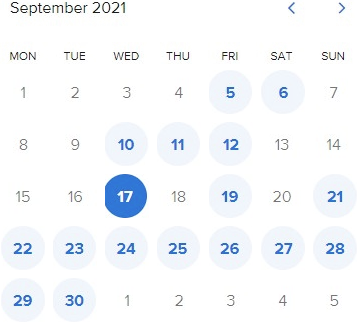 September 2021
MON TUE WED THU FRI SAT SUN
1 2 3 4 5 6 7
8 9 10 11 12 13 14
15 16 17 18 19 20 21
22 23 24 25 26 27 28
29 30 1 2 3 4 5